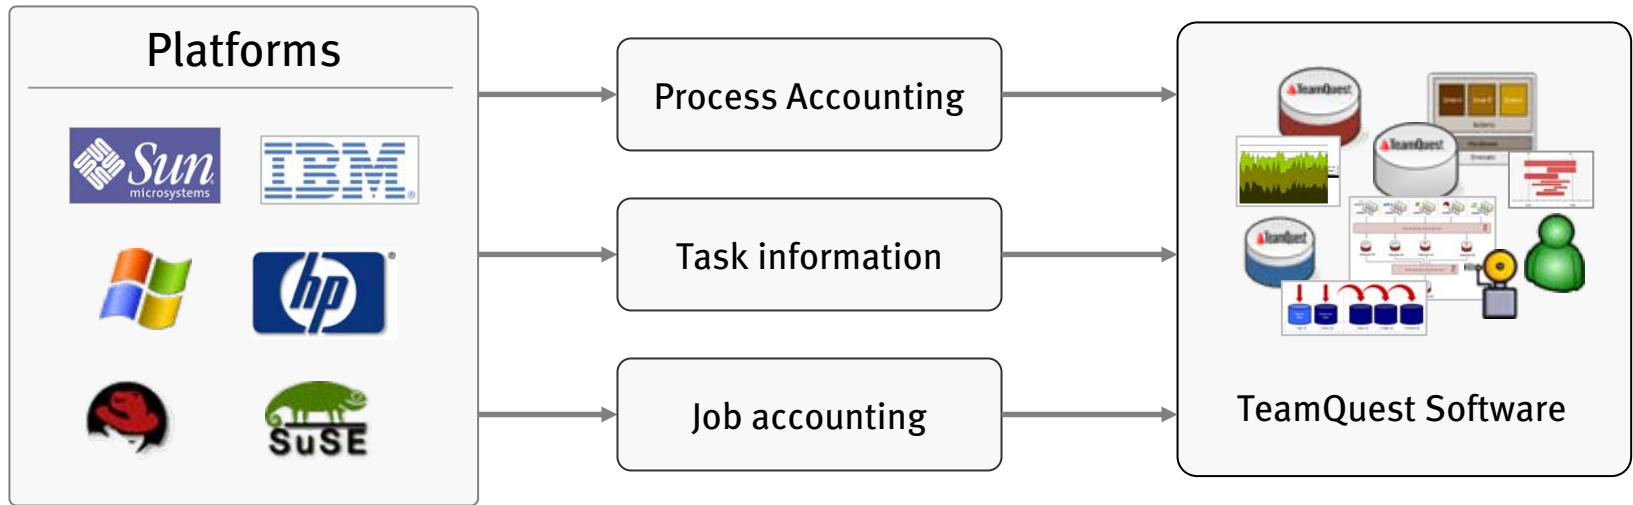 Platforms
Sun
microsystems
IBM
hp
SuSE
Process Accounting
Task information
Job accounting
TeamQuest
TeamQuest
TeamQuest
TeamQuest Software